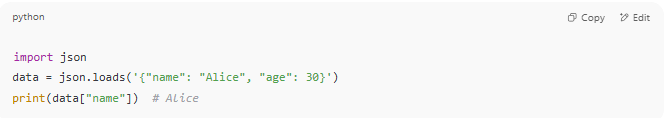 python Copy Edit
import json
data = json.loads('{"name": "Alice", "age": 30}')
print(data["name"])  # Alice